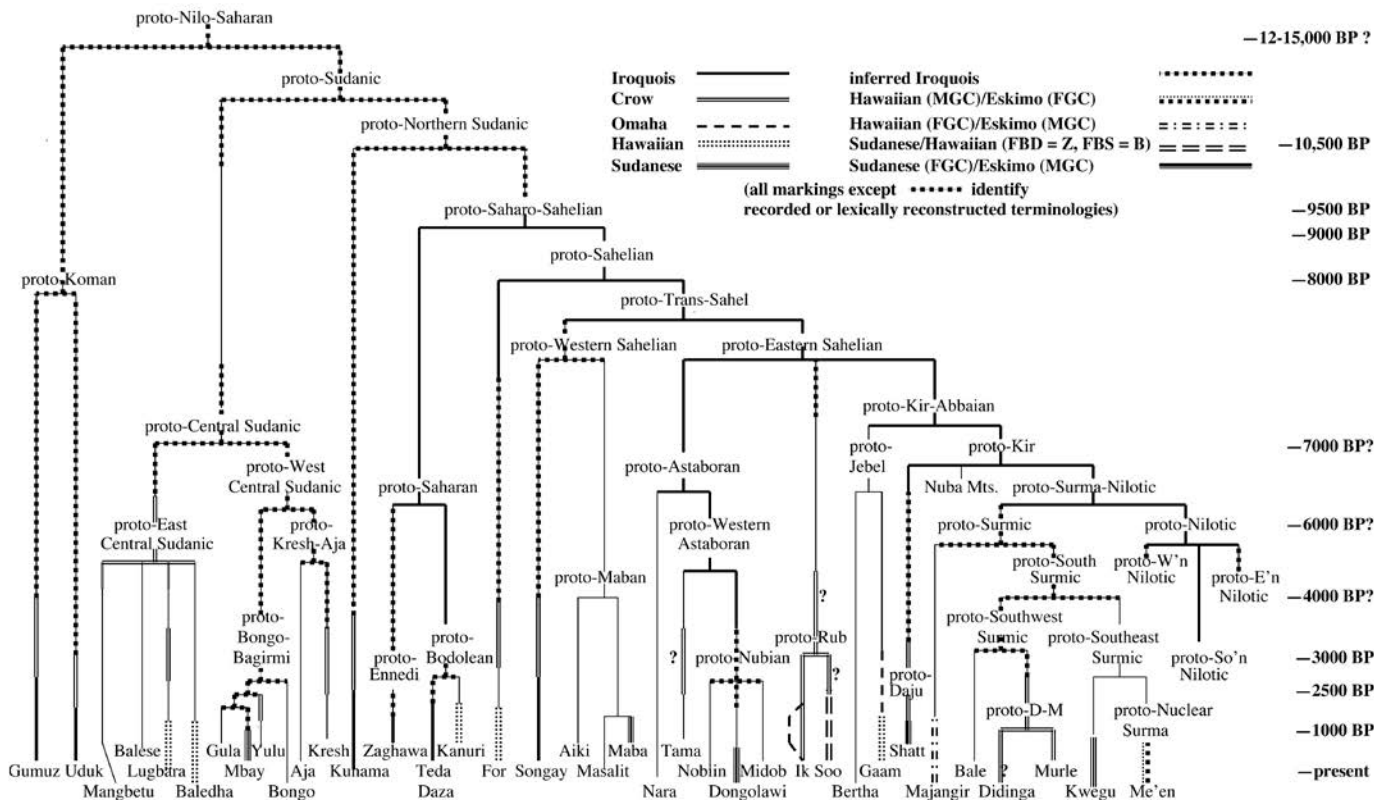 proto-Nilo-Saharan
—12-15,000 BP ?
proto-Sudanic
Iroquois
inferred Iroquois
Crow
Hawaiian (MGC)/Eskimo (FGC)
Omaha
Hawaiian (FGC)/Eskimo (MGC)
Hawaiian
Sudanese/Hawaiian (FBD = Z, FBS = B)
Sudanese
Sudanese (FGC)/Eskimo (MGC)
(all markings except identify
recorded or lexically reconstructed terminologies)
proto-Northern Sudanic
—10,500 BP
proto-Saharo-Sahelian
—9500 BP
—9000 BP
proto-Sahelian
proto-Koman
—8000 BP
proto-Trans-Sahel
proto-Western Sahelian
proto-Eastern Sahelian
proto-Kir-Abbaian
proto-Central Sudanic
proto-
Jebel
proto-Kir
—7000 BP?
proto-West
Central Sudanic
proto-Astaboran
proto-Saharan
Nuba Mts.
proto-Surma-Nilotic
proto-East
Central Sudanic
proto-
Kresh-Aja
proto-Western
Astaboran
proto-Surmic
proto-Nilotic
—6000 BP?
proto-South
Surmic
proto-W'n
Nilotic
proto-E'n
Nilotic
proto-Maban
—4000 BP?
?
proto-Bongo-
Bagirmi
proto-Southwest
Surmic
proto-Southeast
Surmic
proto-
Ennedi
proto-
Bodolean
?
proto-Nubian
proto-Rub
?
proto-
Daju
proto-So'n
Nilotic
—3000 BP
—2500 BP
proto-D-M
proto-Nuclear
Surma
—1000 BP
Balese
Gula
Yulu
Kresh
Zaghawa
Kanuri
Aiki
Maba
Tama
Shatt
Gumuz
Uduk
Lugbara
Mbay
Aja
Kunama
Teda
For
Songay
Masalit
Nobiin
Midob
Ik
Soo
Gaam
Bale
?
Murle
Me'en
—present
Mangbetu
Baledha
Bongo
Daza
Nara
Dongolawi
Bertha
Majangir
Didinga
Kwegu